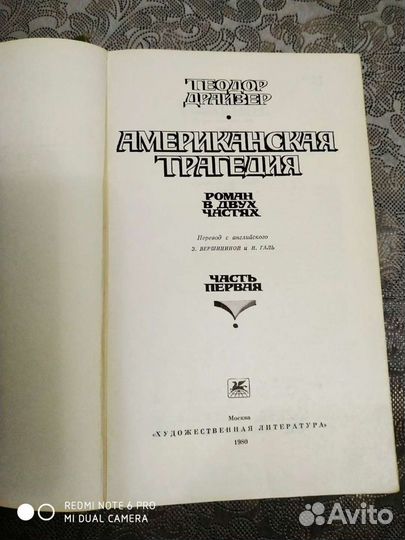 ТЕОДОР
ДРАЙЗЕР
АМЕРИКАНСКАЯ
ТРАГЕДИЯ
РОМАН
В ДВУХ
ЧАСТЯХ
Перевод с английского
З. ВЕРШИНИНОЙ и Н. ГАЛЬ
ЧАСТЬ
ПЕРВАЯ
Москва
«ХУДОЖЕСТВЕННАЯ ЛИТЕРАТУРА»
1980
REDMI NOTE 6 PRO
MI DUAL CAMERA
Avito